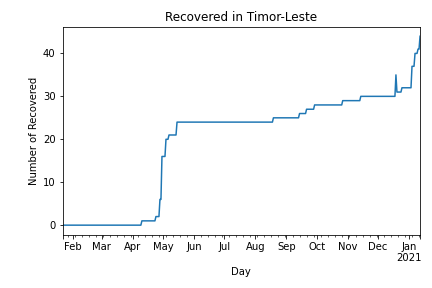 Recovered in Timor-Leste
Number of Recovered
40
30
20
10
0
Feb Mar Apr May Jun Jul Aug Sep Oct Nov Dec Jan
2021
Day